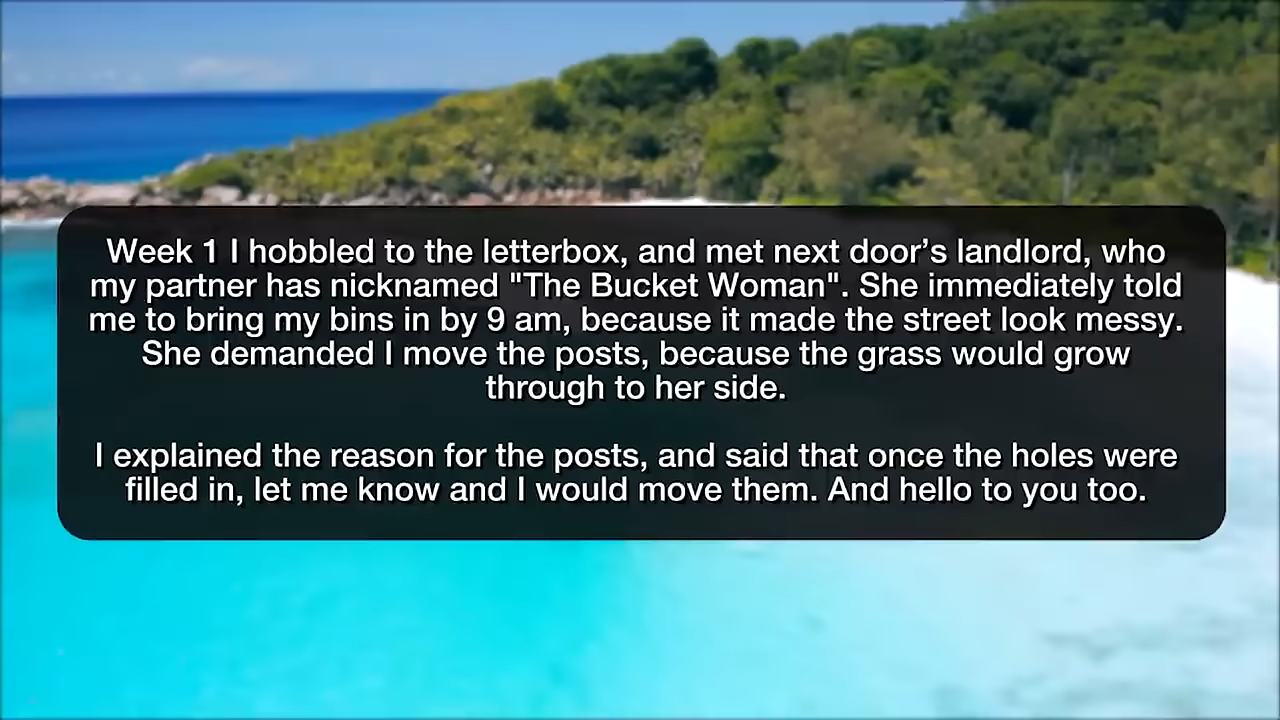 Week 1 I hobbled to the letterbox, and met next door’s landlord, who
my partner has nicknamed "The Bucket Woman". She immediately told
me to bring my bins in by 9 am, because it made the street look messy.
She demanded I move the posts, because the grass would grow
through to her side.
I explained the reason for the posts, and said that once the holes were
filled in, let me know and I would move them. And hello to you too.